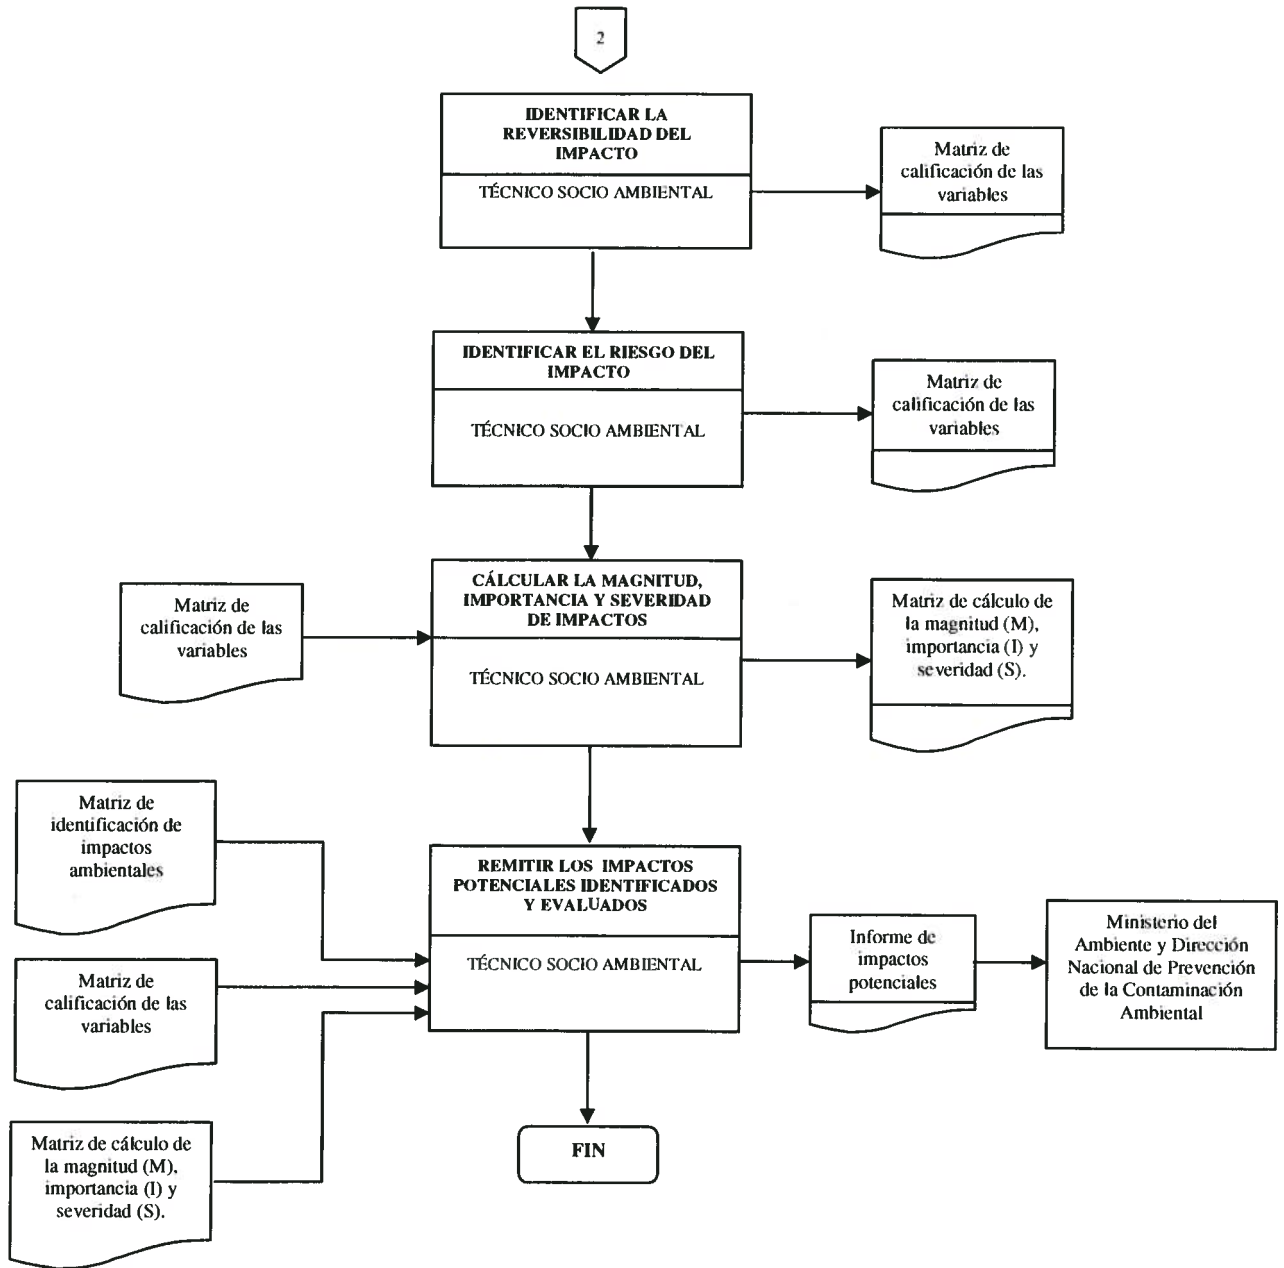 2
IDENTIFICAR LA
REVERSIBILIDAD DEL
IMPACTO
TÉCNICO SOCIO AMBIENTAL
Matriz de
calificación de las
variables
IDENTIFICAR EL RIESGO DEL
IMPACTO
TÉCNICO SOCIO AMBIENTAL
Matriz de
calificación de las
variables
Matriz de
calificación de las
variables
CÁLCULAR LA MAGNITUD,
IMPORTANCIA Y SEVERIDAD
DE IMPACTOS
TÉCNICO SOCIO AMBIENTAL
Matriz de cálculo de
la magnitud (M),
importancia (I) y
severidad (S).
Matriz de
identificación de
impactos
ambientales
Matriz de
calificación de las
variables
Matriz de cálculo de
la magnitud (M),
importancia (I) y
severidad (S).
REMITIR LOS IMPACTOS
POTENCIALES IDENTIFICADOS
Y EVALUADOS
TÉCNICO SOCIO AMBIENTAL
Informe de
impactos
potenciales
Ministerio del
Ambiente y Dirección
Nacional de Prevención
de la Contaminación
Ambiental
FIN